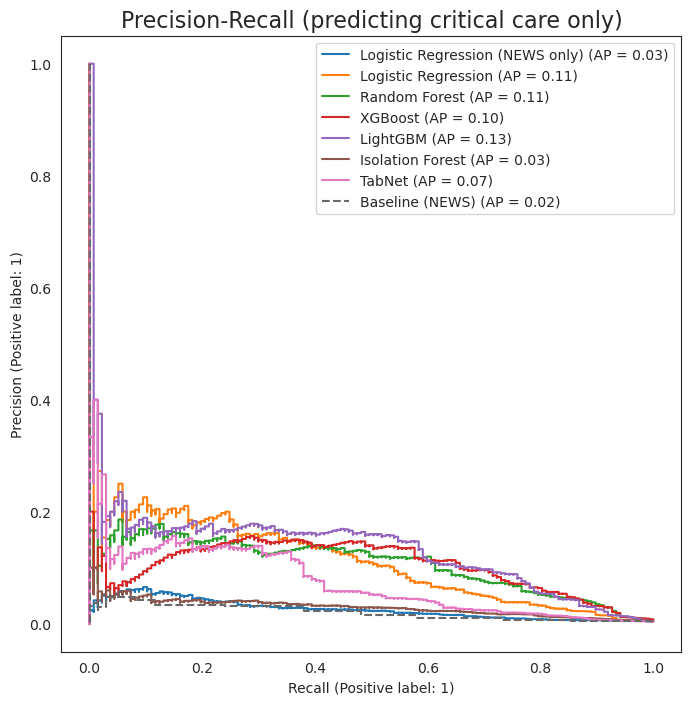 Precision-Recall (predicting critical care only)
Logistic Regression (NEWS only) (AP = 0.03)
Logistic Regression (AP = 0.11)
Random Forest (AP = 0.11)
XGBoost (AP = 0.10)
LightGBM (AP = 0.13)
Isolation Forest (AP = 0.03)
TabNet (AP = 0.07)
Baseline (NEWS) (AP = 0.02)
Precision (Positive label: 1)
1.0
0.8
0.6
0.4
0.2
0.0
0.0 0.2 0.4 0.6 0.8 1.0
Recall (Positive label: 1)